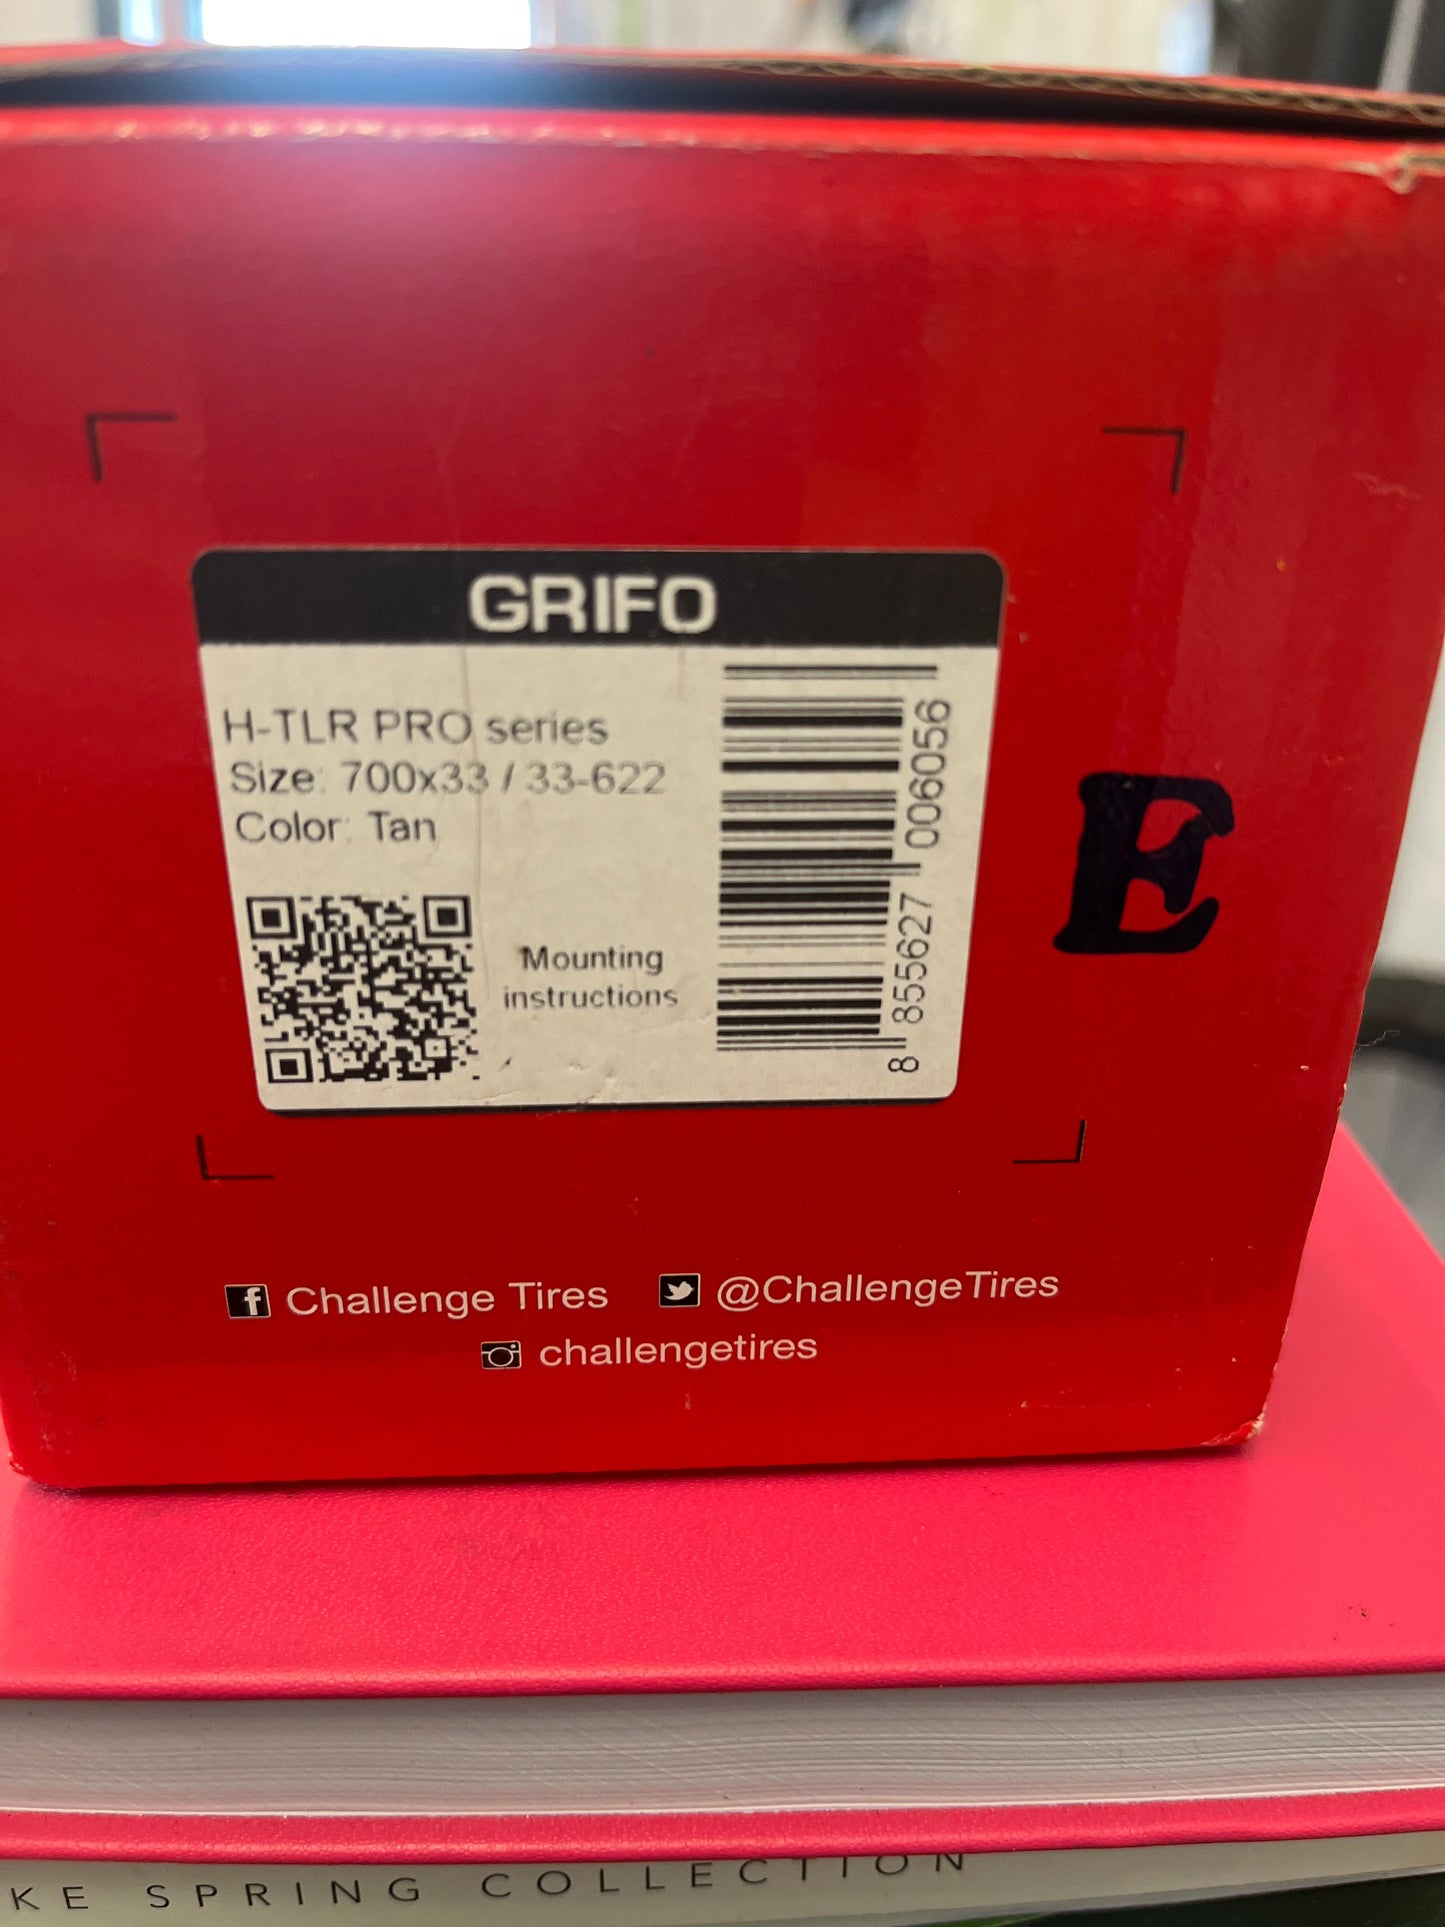 GRIFO
H-TLR PRO series
Size: 700x33 / 33-622
Color: Tan
Mounting
instructions
8 855627 006056
E
Challenge Tires @ChallengeTires
challengetires
KE SPRING COLLECTION